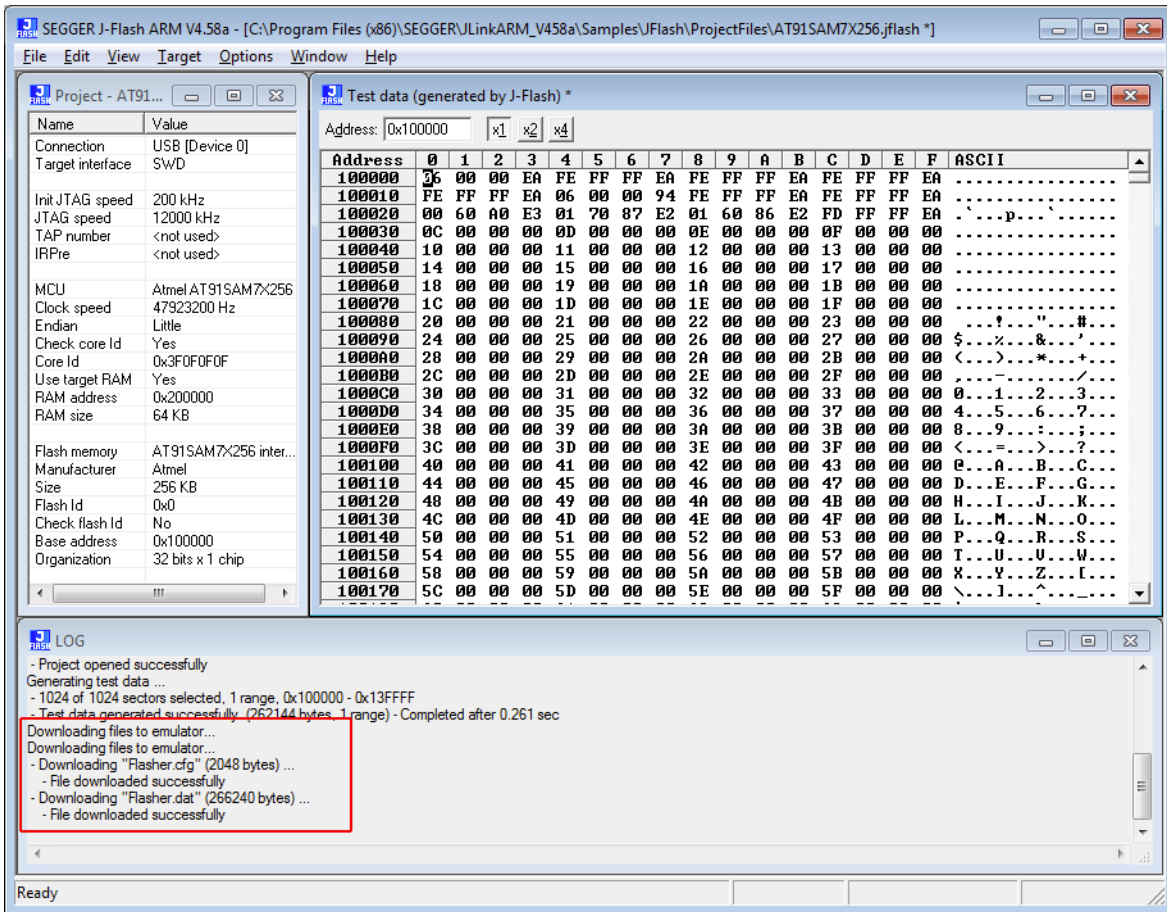 SEGGER J-Flash ARM V4.58a - [C:\Program Files (x86)\SEGGER\JLinkARM_V458a\Samples\JFlash\ProjectFiles\AT91SAM7X256.jflash *]
File Edit View Target Options Window Help
Project - AT91...
Name Value
Connection USB [Device 0]
Target interface SWD
Init JTAG speed 200 kHz
JTAG speed 12000 kHz
TAP number <not used>
IRPre <not used>
MCU Atmel AT91SAM7X256
Clock speed 47923200 Hz
Endian Little
Check core Id Yes
Core Id 0x3F0F0F0F
Use target RAM Yes
RAM address 0x200000
RAM size 64 KB
Flash memory AT91SAM7X256 inter...
Manufacturer Atmel
Size 256 KB
Flash Id 0x0
Check flash Id No
Base address 0x100000
Organization 32 bits x 1 chip
Test data (generated by J-Flash) *
Address: 0x100000 x1 x2 x4
Address 0 1 2 3 4 5 6 7 8 9 A B C D E F ASCII
100000 06 00 00 EA FE FF FF EA FE FF FF EA FE FF FF EA ................
100010 FE FF FF EA 06 00 00 94 FE FF FF EA FE FF FF EA ................
100020 00 60 A0 E3 01 70 87 E2 01 60 86 E2 FD FF FF EA .`...p...`......
100030 0C 00 00 00 0D 00 00 00 0E 00 00 00 0F 00 00 00 ................
100040 10 00 00 00 11 00 00 00 12 00 00 00 13 00 00 00 ................
100050 14 00 00 00 15 00 00 00 16 00 00 00 17 00 00 00 ................
100060 18 00 00 00 19 00 00 00 1A 00 00 00 1B 00 00 00 ................
100070 1C 00 00 00 1D 00 00 00 1E 00 00 00 1F 00 00 00 ................
100080 20 00 00 00 21 00 00 00 22 00 00 00 23 00 00 00  ...!..."...#...
100090 24 00 00 00 25 00 00 00 26 00 00 00 27 00 00 00 $...%...&...'...
1000A0 28 00 00 00 29 00 00 00 2A 00 00 00 2B 00 00 00 (...)...*...+...
1000B0 2C 00 00 00 2D 00 00 00 2E 00 00 00 2F 00 00 00 ,...-......./...
1000C0 30 00 00 00 31 00 00 00 32 00 00 00 33 00 00 00 0...1...2...3...
1000D0 34 00 00 00 35 00 00 00 36 00 00 00 37 00 00 00 4...5...6...7...
1000E0 38 00 00 00 39 00 00 00 3A 00 00 00 3B 00 00 00 8...9...:...;...
1000F0 3C 00 00 00 3D 00 00 00 3E 00 00 00 3F 00 00 00 <...=...>...?...
100100 40 00 00 00 41 00 00 00 42 00 00 00 43 00 00 00 @...A...B...C...
100110 44 00 00 00 45 00 00 00 46 00 00 00 47 00 00 00 D...E...F...G...
100120 48 00 00 00 49 00 00 00 4A 00 00 00 4B 00 00 00 H...I...J...K...
100130 4C 00 00 00 4D 00 00 00 4E 00 00 00 4F 00 00 00 L...M...N...O...
100140 50 00 00 00 51 00 00 00 52 00 00 00 53 00 00 00 P...Q...R...S...
100150 54 00 00 00 55 00 00 00 56 00 00 00 57 00 00 00 T...U...V...W...
100160 58 00 00 00 59 00 00 00 5A 00 00 00 5B 00 00 00 X...Y...Z...[...
100170 5C 00 00 00 5D 00 00 00 5E 00 00 00 5F 00 00 00 \...]...^..._...
LOG
- Project opened successfully
Generating test data ...
- 1024 of 1024 sectors selected, 1 range, 0x100000 - 0x13FFFF
- Test data generated successfully. (262144 bytes, 1 range) - Completed after 0.261 sec
Downloading files to emulator...
Downloading files to emulator...
- Downloading "Flasher.cfg" (2048 bytes) ...
- File downloaded successfully
- Downloading "Flasher.dat" (266240 bytes) ...
- File downloaded successfully
Ready